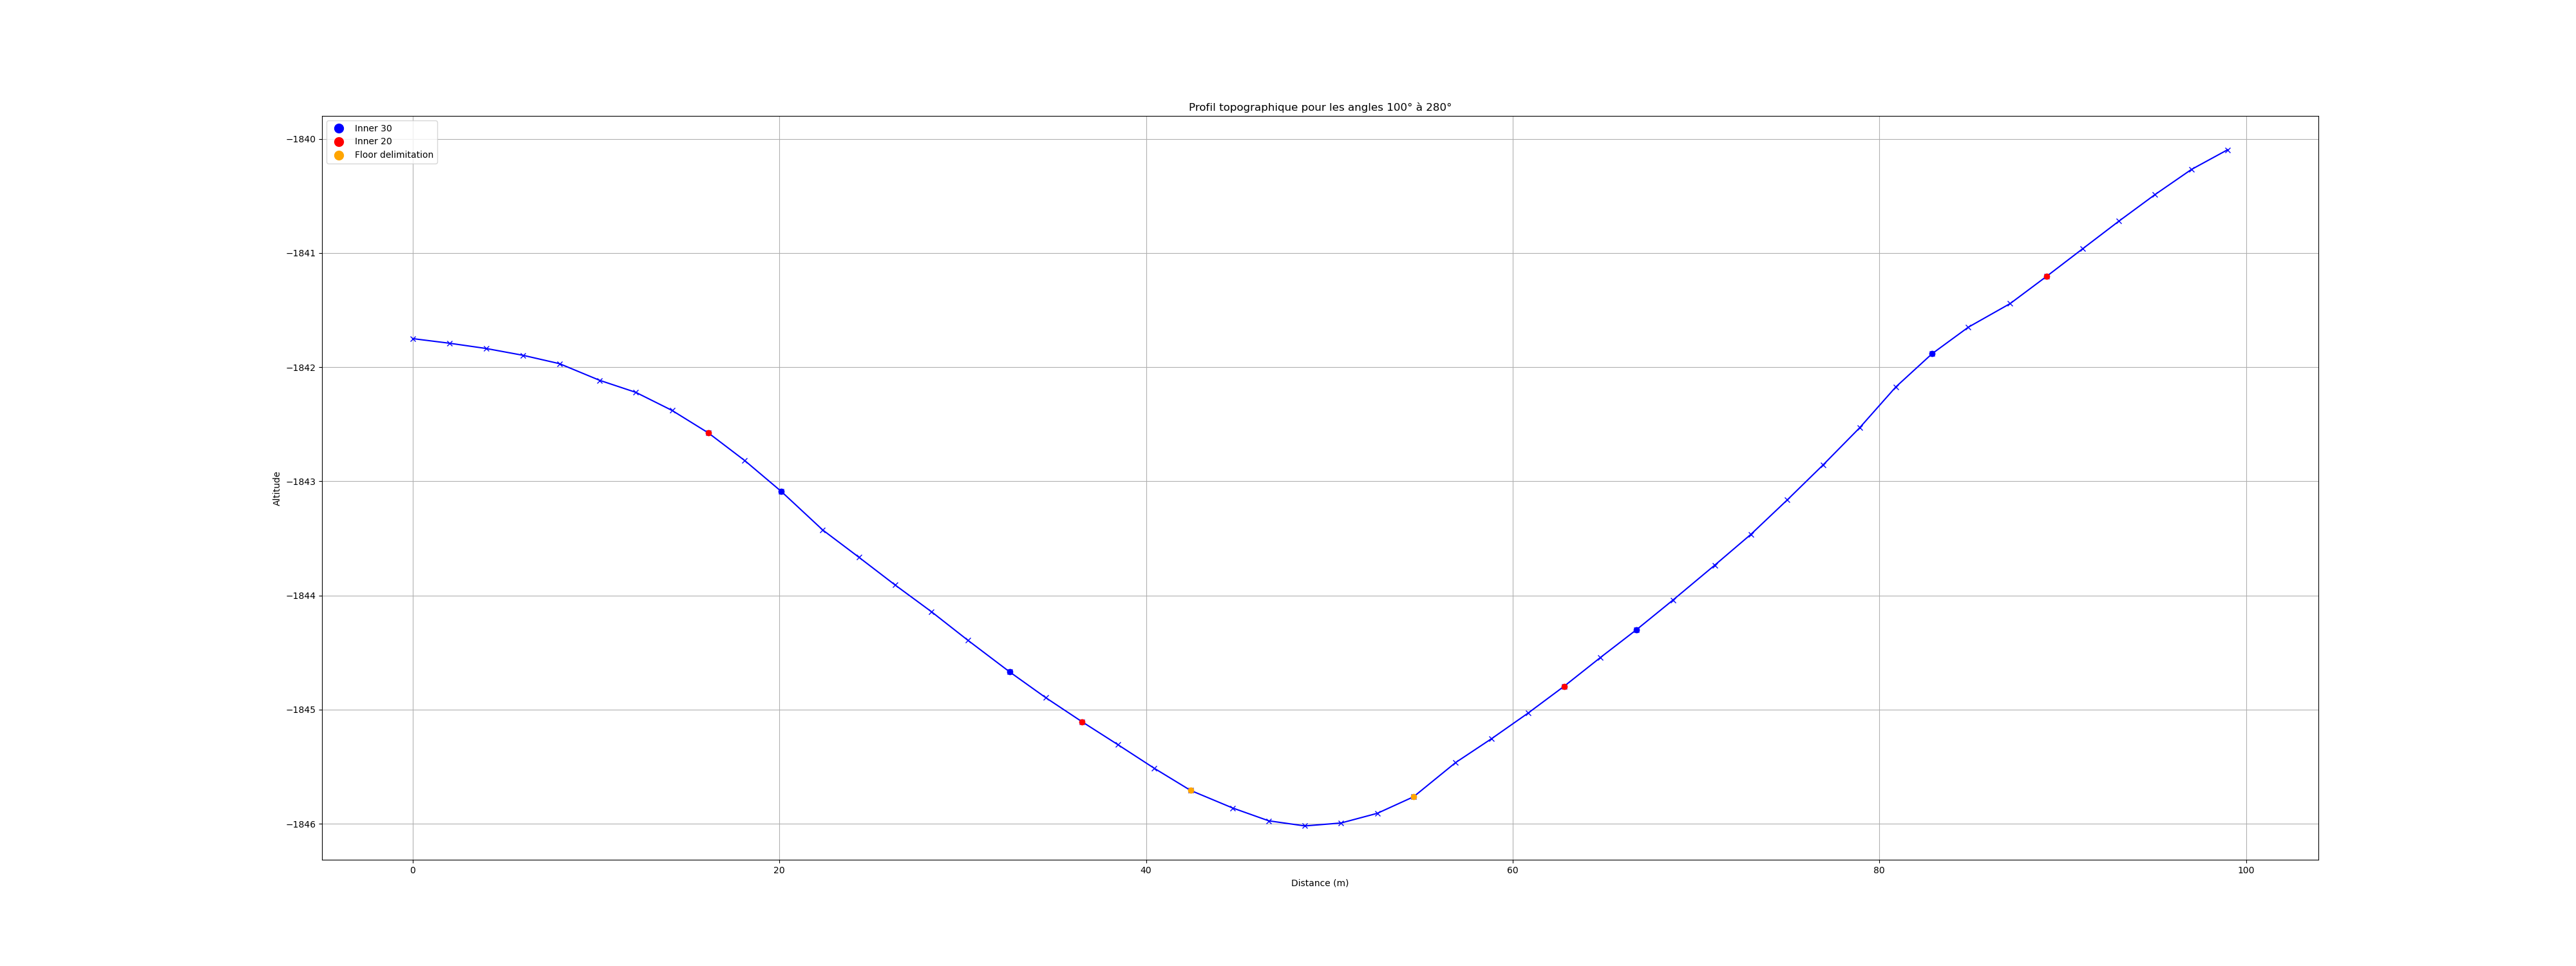 Profil topographique pour les angles 100° à 280°
Inner 30
Inner 20
Floor delimitation
−1840
−1841
−1842
−1843
−1844
−1845
−1846
Altitude
0 20 40 60 80 100
Distance (m)